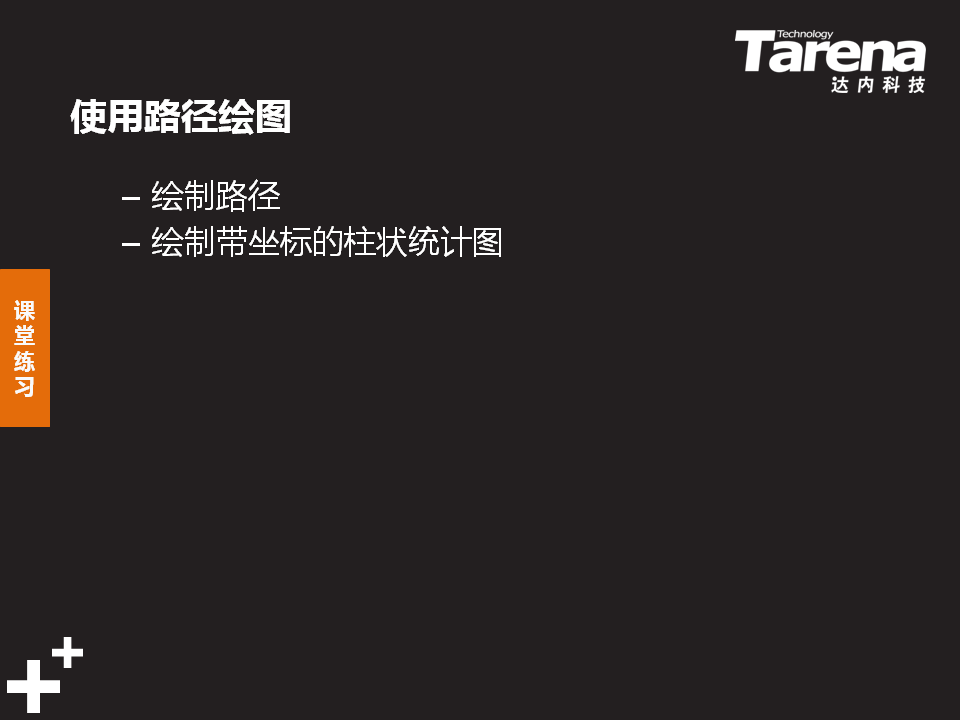 Technology
Tarena
达内科技
使用路径绘图
– 绘制路径
– 绘制带坐标的柱状统计图
课堂练习